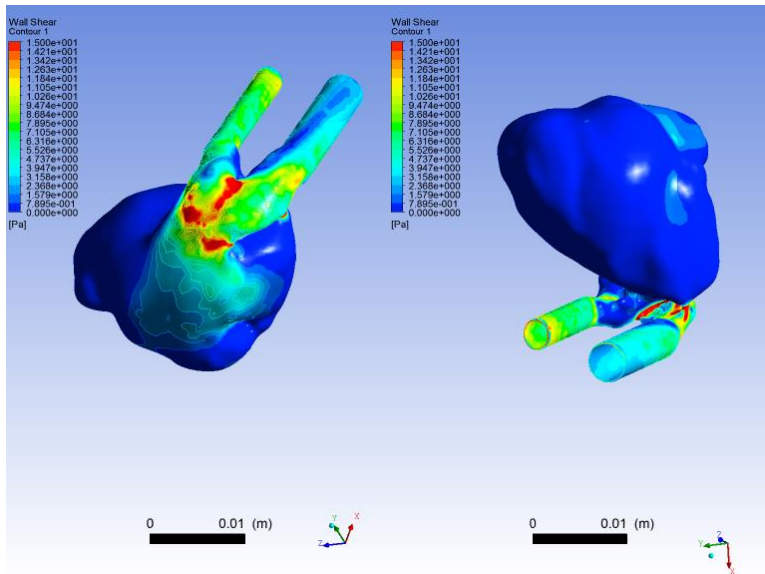 Wall Shear
Contour 1
1.500e+001
1.421e+001
1.342e+001
1.263e+001
1.184e+001
1.105e+001
1.026e+001
9.474e+000
8.684e+000
7.895e+000
7.105e+000
6.316e+000
5.526e+000
4.737e+000
3.947e+000
3.158e+000
2.368e+000
1.579e+000
7.895e-001
0.000e+000
[Pa]
0 0.01 (m)
Z Y X
Wall Shear
Contour 1
1.500e+001
1.421e+001
1.342e+001
1.263e+001
1.184e+001
1.105e+001
1.026e+001
9.474e+000
8.684e+000
7.895e+000
7.105e+000
6.316e+000
5.526e+000
4.737e+000
3.947e+000
3.158e+000
2.368e+000
1.579e+000
7.895e-001
0.000e+000
[Pa]
0 0.01 (m)
Y Z X